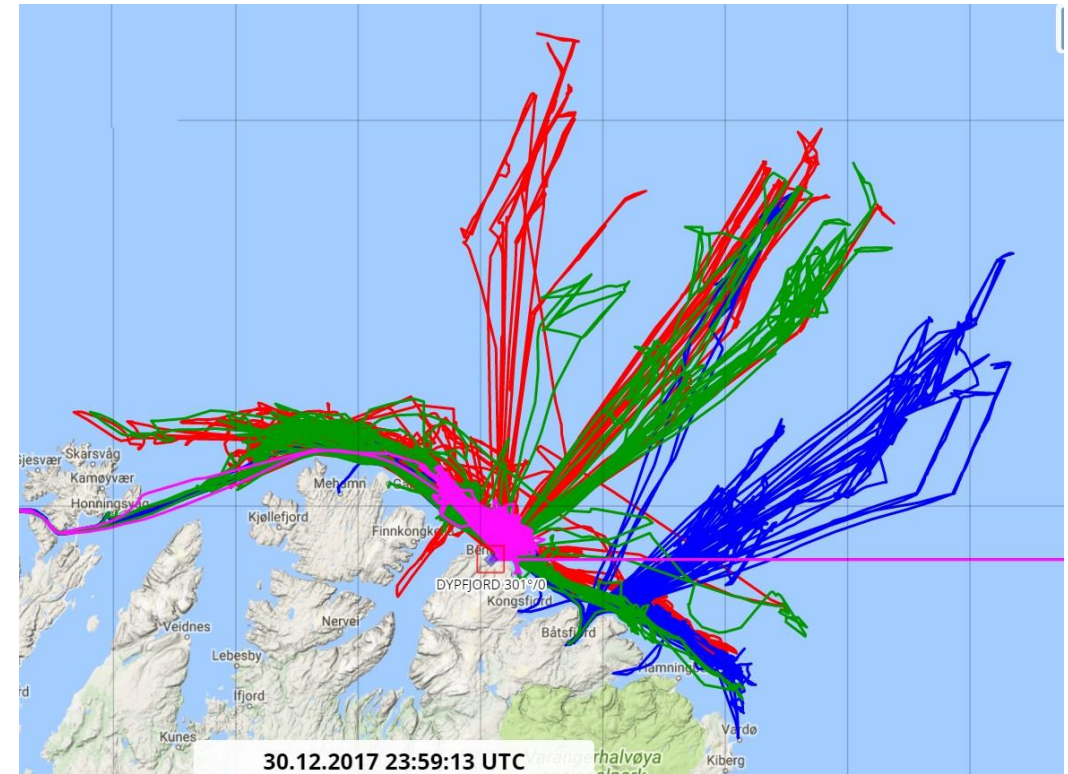 Skarsvåg
Kamøyvær
Honningsvåg
Mehamn
Kjøllefjord
Finnkongke
Ber
DYPFJORD 301°/0
Kongsfjord
Båtsfjord
Nervei
Veidnes
Lebesby
Ifjord
Hamning
Kunes
Vardø
Kiberg
Varangerhalvøya
30.12.2017 23:59:13 UTC